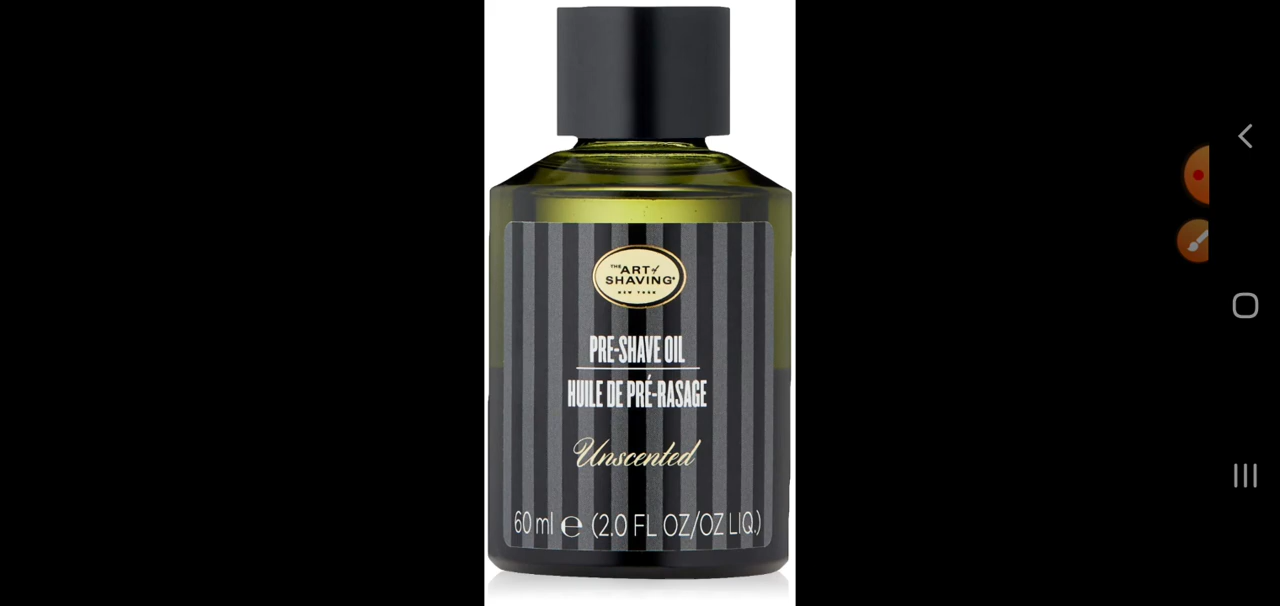 THE ART of
SHAVING
NEW YORK
PRE-SHAVE OIL
HUILE DE PRÉ-RASAGE
Unscented
60 ml ℮ (2.0 FL OZ/OZ LIQ.)